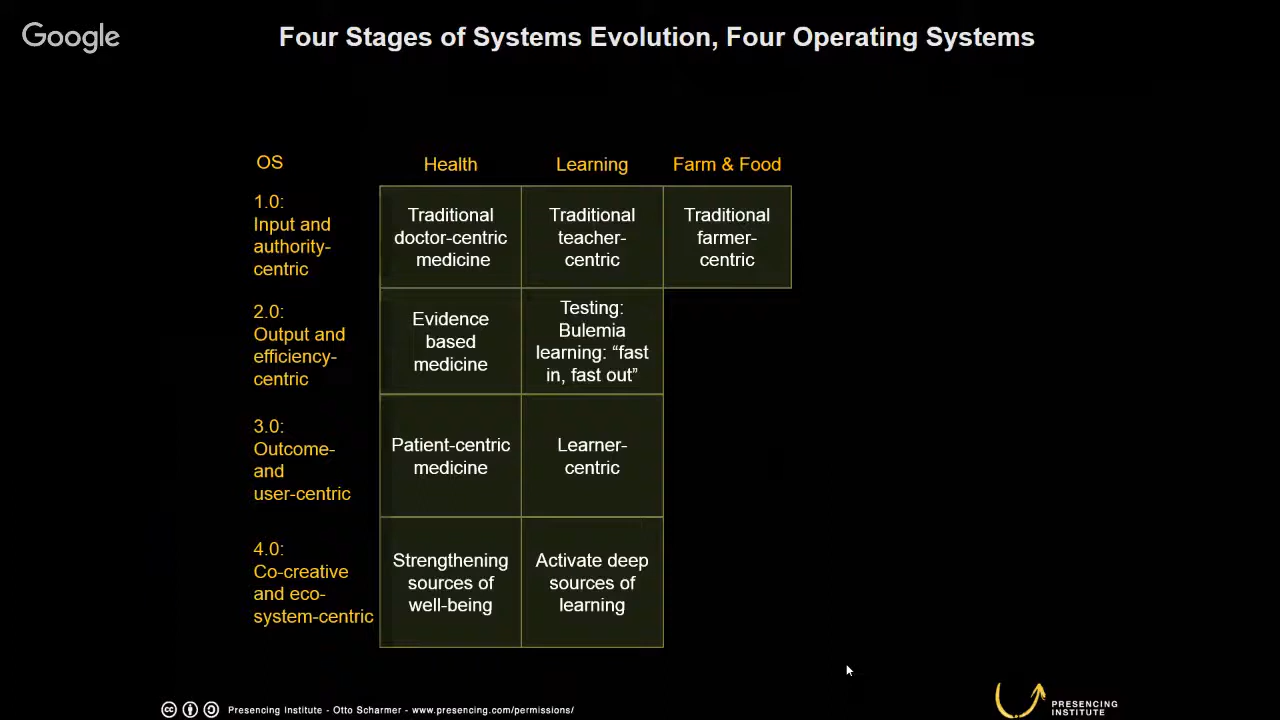 Google
Four Stages of Systems Evolution, Four Operating Systems
OS
Health
Learning
Farm & Food
1.0:
Input and
authority-
centric
Traditional
doctor-centric
medicine
Traditional
teacher-
centric
Traditional
farmer-
centric
2.0:
Output and
efficiency-
centric
Evidence
based
medicine
Testing:
Bulemia
learning: “fast
in, fast out”
3.0:
Outcome-
and
user-centric
Patient-centric
medicine
Learner-
centric
4.0:
Co-creative
and eco-
system-centric
Strengthening
sources of
well-being
Activate deep
sources of
learning
cc
Presencing Institute - Otto Scharmer - www.presencing.com/permissions/
PRESENCING
INSTITUTE